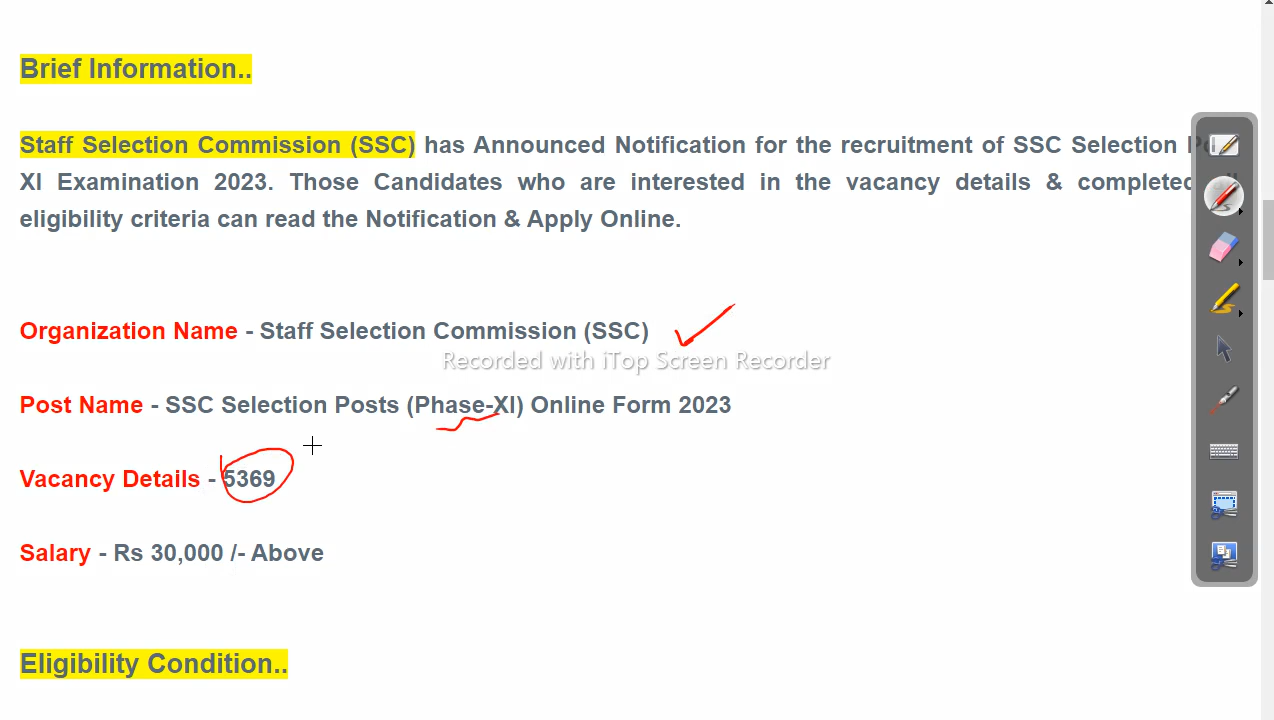 Brief Information..
Staff Selection Commission (SSC) has Announced Notification for the recruitment of SSC Selection
XI Examination 2023. Those Candidates who are interested in the vacancy details & completed
eligibility criteria can read the Notification & Apply Online.
Organization Name - Staff Selection Commission (SSC)
Recorded with iTop Screen Recorder
Post Name - SSC Selection Posts (Phase-XI) Online Form 2023
Vacancy Details - 5369
Salary - Rs 30,000 /- Above
Eligibility Condition..